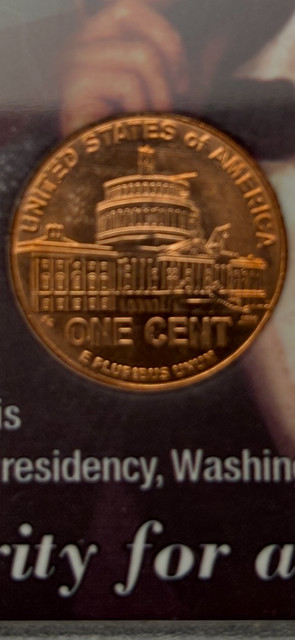 UNITED STATES of AMERICA
ONE CENT
E PLURIBUS UNUM
is
residency, Washin
rity for a